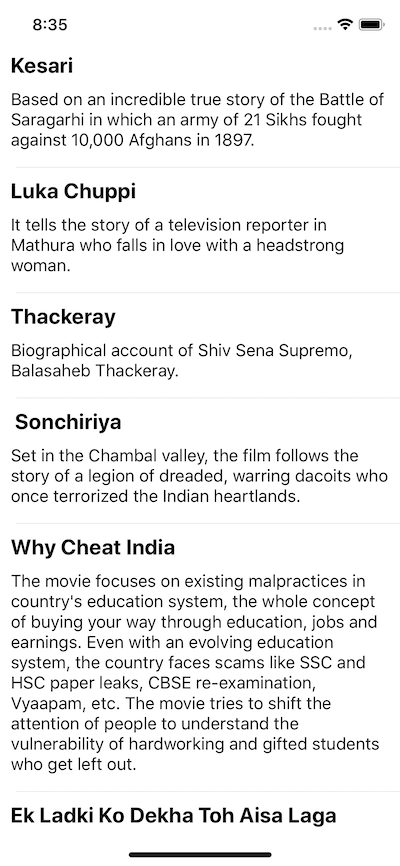 8:35
Kesari
Based on an incredible true story of the Battle of
Saragarhi in which an army of 21 Sikhs fought
against 10,000 Afghans in 1897.
Luka Chuppi
It tells the story of a television reporter in
Mathura who falls in love with a headstrong
woman.
Thackeray
Biographical account of Shiv Sena Supremo,
Balasaheb Thackeray.
Sonchiriya
Set in the Chambal valley, the film follows the
story of a legion of dreaded, warring dacoits who
once terrorized the Indian heartlands.
Why Cheat India
The movie focuses on existing malpractices in
country's education system, the whole concept
of buying your way through education, jobs and
earnings. Even with an evolving education
system, the country faces scams like SSC and
HSC paper leaks, CBSE re-examination,
Vyaapam, etc. The movie tries to shift the
attention of people to understand the
vulnerability of hardworking and gifted students
who get left out.
Ek Ladki Ko Dekha Toh Aisa Laga